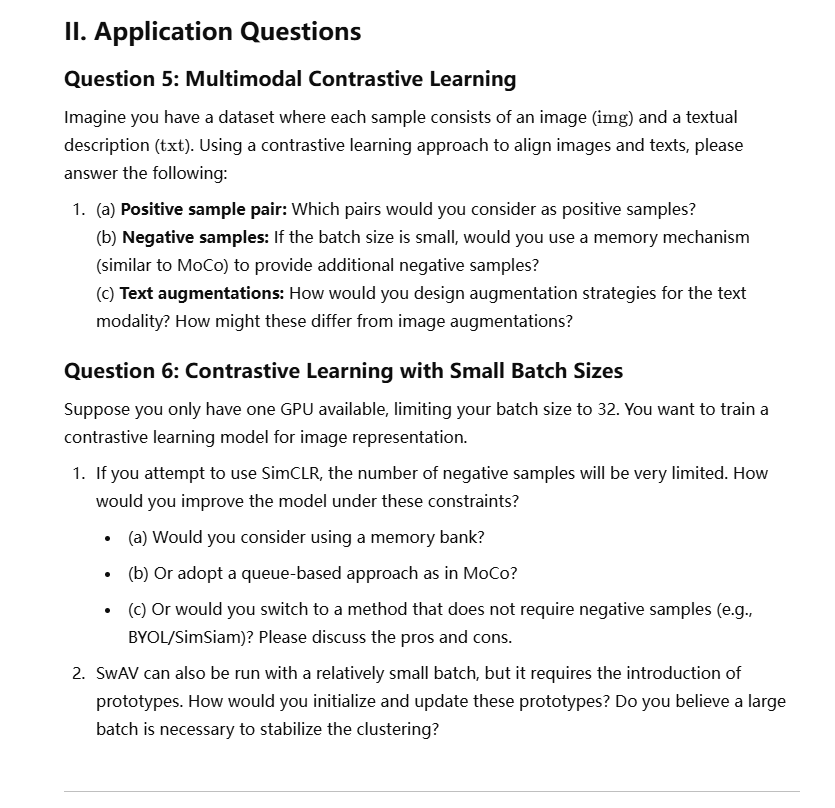 II. Application Questions
Question 5: Multimodal Contrastive Learning
Imagine you have a dataset where each sample consists of an image (img) and a textual
description (txt). Using a contrastive learning approach to align images and texts, please
answer the following:
1. (a) Positive sample pair: Which pairs would you consider as positive samples?
(b) Negative samples: If the batch size is small, would you use a memory mechanism
(similar to MoCo) to provide additional negative samples?
(c) Text augmentations: How would you design augmentation strategies for the text
modality? How might these differ from image augmentations?
Question 6: Contrastive Learning with Small Batch Sizes
Suppose you only have one GPU available, limiting your batch size to 32. You want to train a
contrastive learning model for image representation.
1. If you attempt to use SimCLR, the number of negative samples will be very limited. How
would you improve the model under these constraints?
• (a) Would you consider using a memory bank?
• (b) Or adopt a queue-based approach as in MoCo?
• (c) Or would you switch to a method that does not require negative samples (e.g.,
BYOL/SimSiam)? Please discuss the pros and cons.
2. SwAV can also be run with a relatively small batch, but it requires the introduction of
prototypes. How would you initialize and update these prototypes? Do you believe a large
batch is necessary to stabilize the clustering?